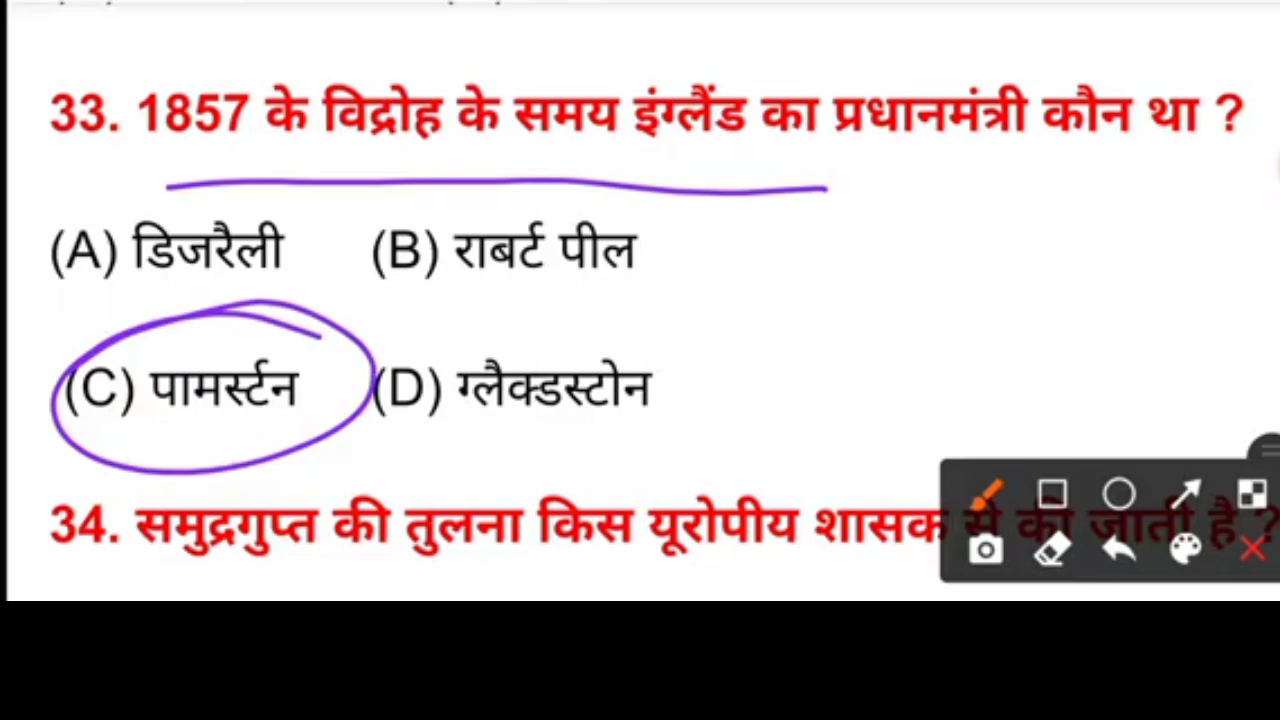 33. 1857 के विद्रोह के समय इंग्लैंड का प्रधानमंत्री कौन था ?
(A) डिजरैली (B) राबर्ट पील
(C) पामर्स्टन (D) ग्लैक्डस्टोन
34. समुद्रगुप्त की तुलना किस यूरोपीय शासक से की जाती है ?